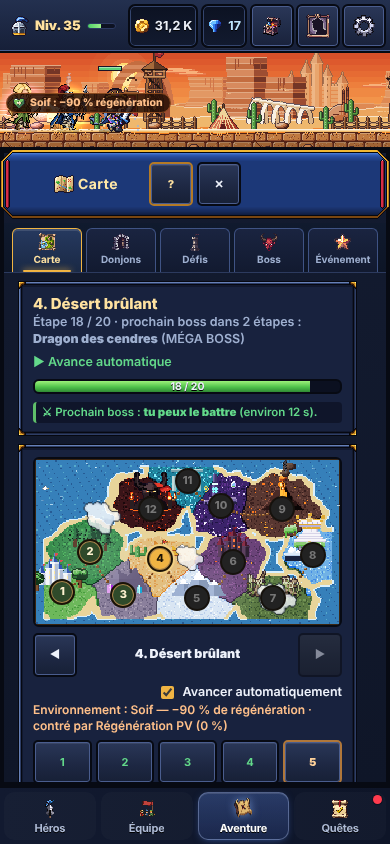 Niv. 35
31,2 K
17
Soif : −90 % régénération
Carte
?
×
Carte
Donjons
Défis
Boss
Événement
4. Désert brûlant
Étape 18 / 20 · prochain boss dans 2 étapes :
Dragon des cendres (MÉGA BOSS)
▶ Avance automatique
18 / 20
⚔ Prochain boss : tu peux le battre (environ 12 s).
11
12
10
9
2
4
6
8
1
3
5
7
◀
4. Désert brûlant
▶
Avancer automatiquement
Environnement : Soif — −90 % de régénération ·
contré par Régénération PV (0 %)
1
2
3
4
5
Héros
Équipe
Aventure
Quêtes